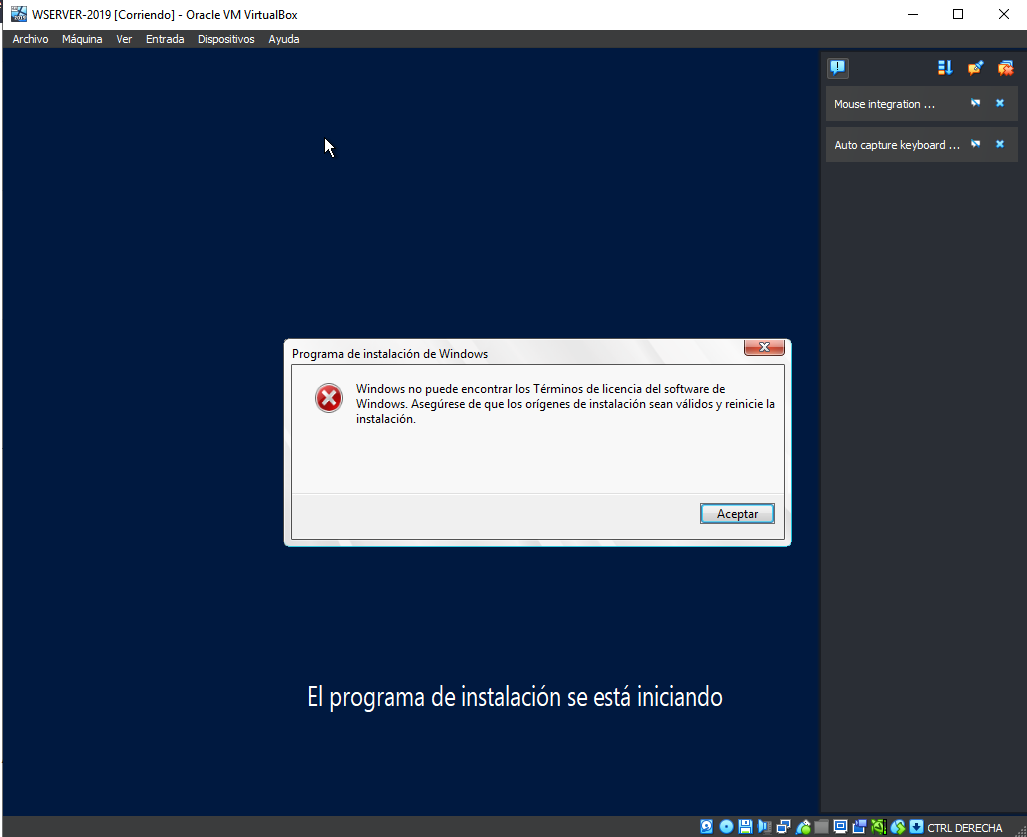 WSERVER-2019 [Corriendo] - Oracle VM VirtualBox
Archivo Máquina Ver Entrada Dispositivos Ayuda
Mouse integration ...
Auto capture keyboard ...
Programa de instalación de Windows
Windows no puede encontrar los Términos de licencia del software de
Windows. Asegúrese de que los orígenes de instalación sean válidos y reinicie la
instalación.
Aceptar
El programa de instalación se está iniciando
CTRL DERECHA